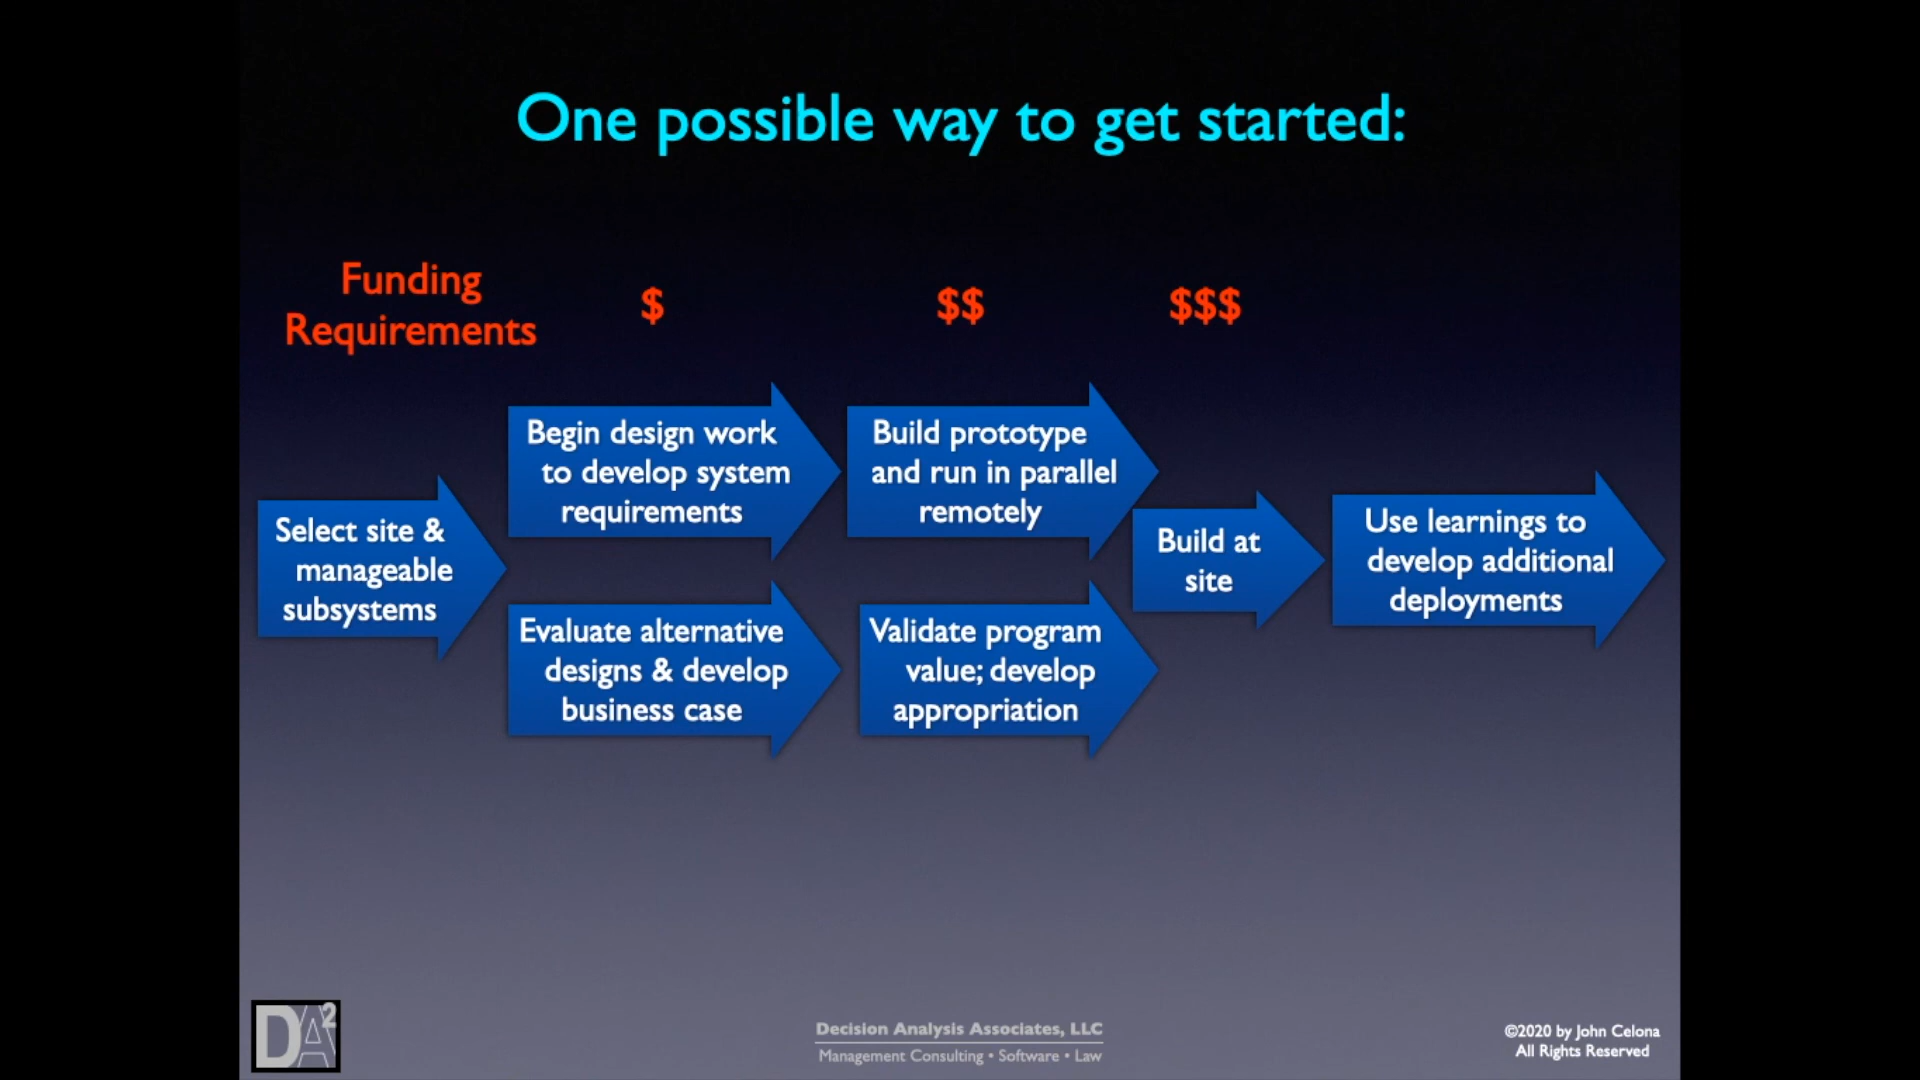 One possible way to get started:
Funding
Requirements
$
$$
$$$
Select site &
manageable
subsystems
Begin design work
to develop system
requirements
Evaluate alternative
designs & develop
business case
Build prototype
and run in parallel
remotely
Validate program
value; develop
appropriation
Build at
site
Use learnings to
develop additional
deployments
DA2
Decision Analysis Associates, LLC
Management Consulting • Software • Law
©2020 by John Celona
All Rights Reserved